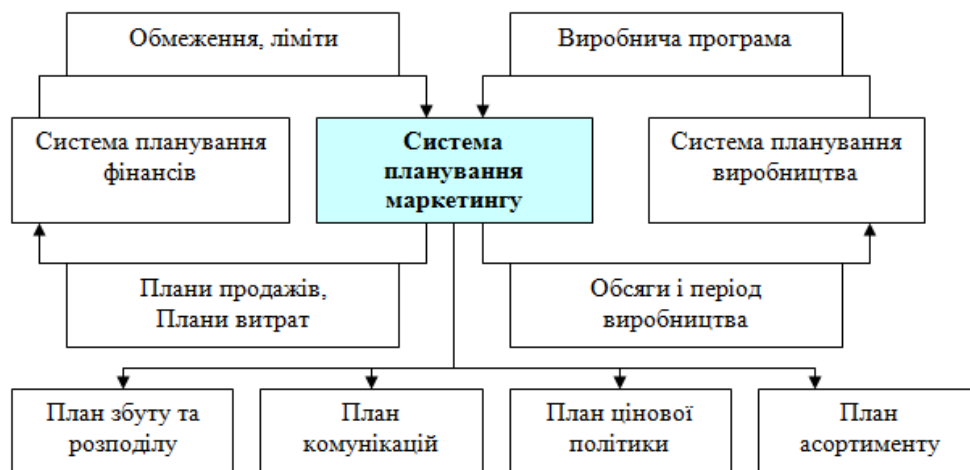 Обмеження, ліміти
Виробнича програма
Система планування
фінансів
Система
планування
маркетингу
Система планування
виробництва
Плани продажів,
Плани витрат
Обсяги і період
виробництва
План збуту та
розподілу
План
комунікацій
План цінової
політики
План
асортименту